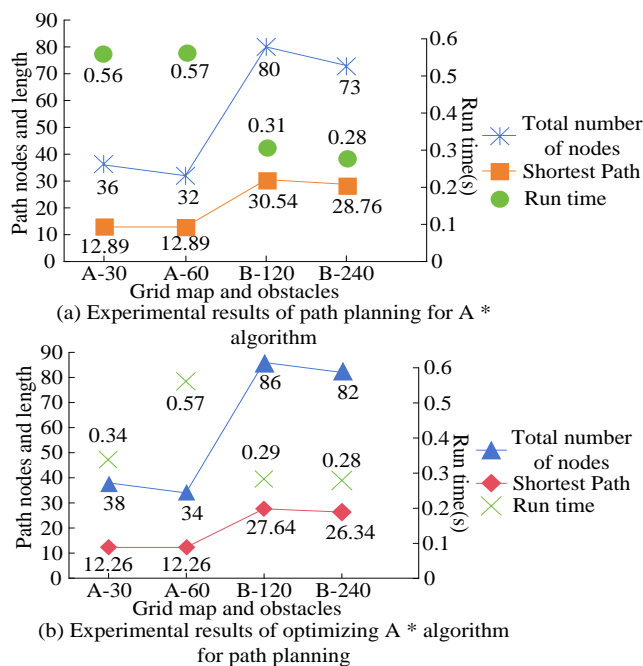 90
80
70
60
50
40
30
20
10
0
Path nodes and length
0.56
0.57
80
73
0.31
0.28
36
32
30.54
28.76
12.89
12.89
0.6
0.5
0.4
0.3
0.2
0.1
0
Run time(s)
Total number
of nodes
Shortest Path
Run time
A-30 A-60 B-120 B-240
Grid map and obstacles
(a) Experimental results of path planning for A *
algorithm
90
80
70
60
50
40
30
20
10
0
Path nodes and length
0.34
0.57
86
82
0.29
0.28
38
34
27.64
26.34
12.26
12.26
0.6
0.5
0.4
0.3
0.2
0.1
0
Run time(s)
Total number
of nodes
Shortest Path
Run time
A-30 A-60 B-120 B-240
Grid map and obstacles
(b) Experimental results of optimizing A * algorithm
for path planning